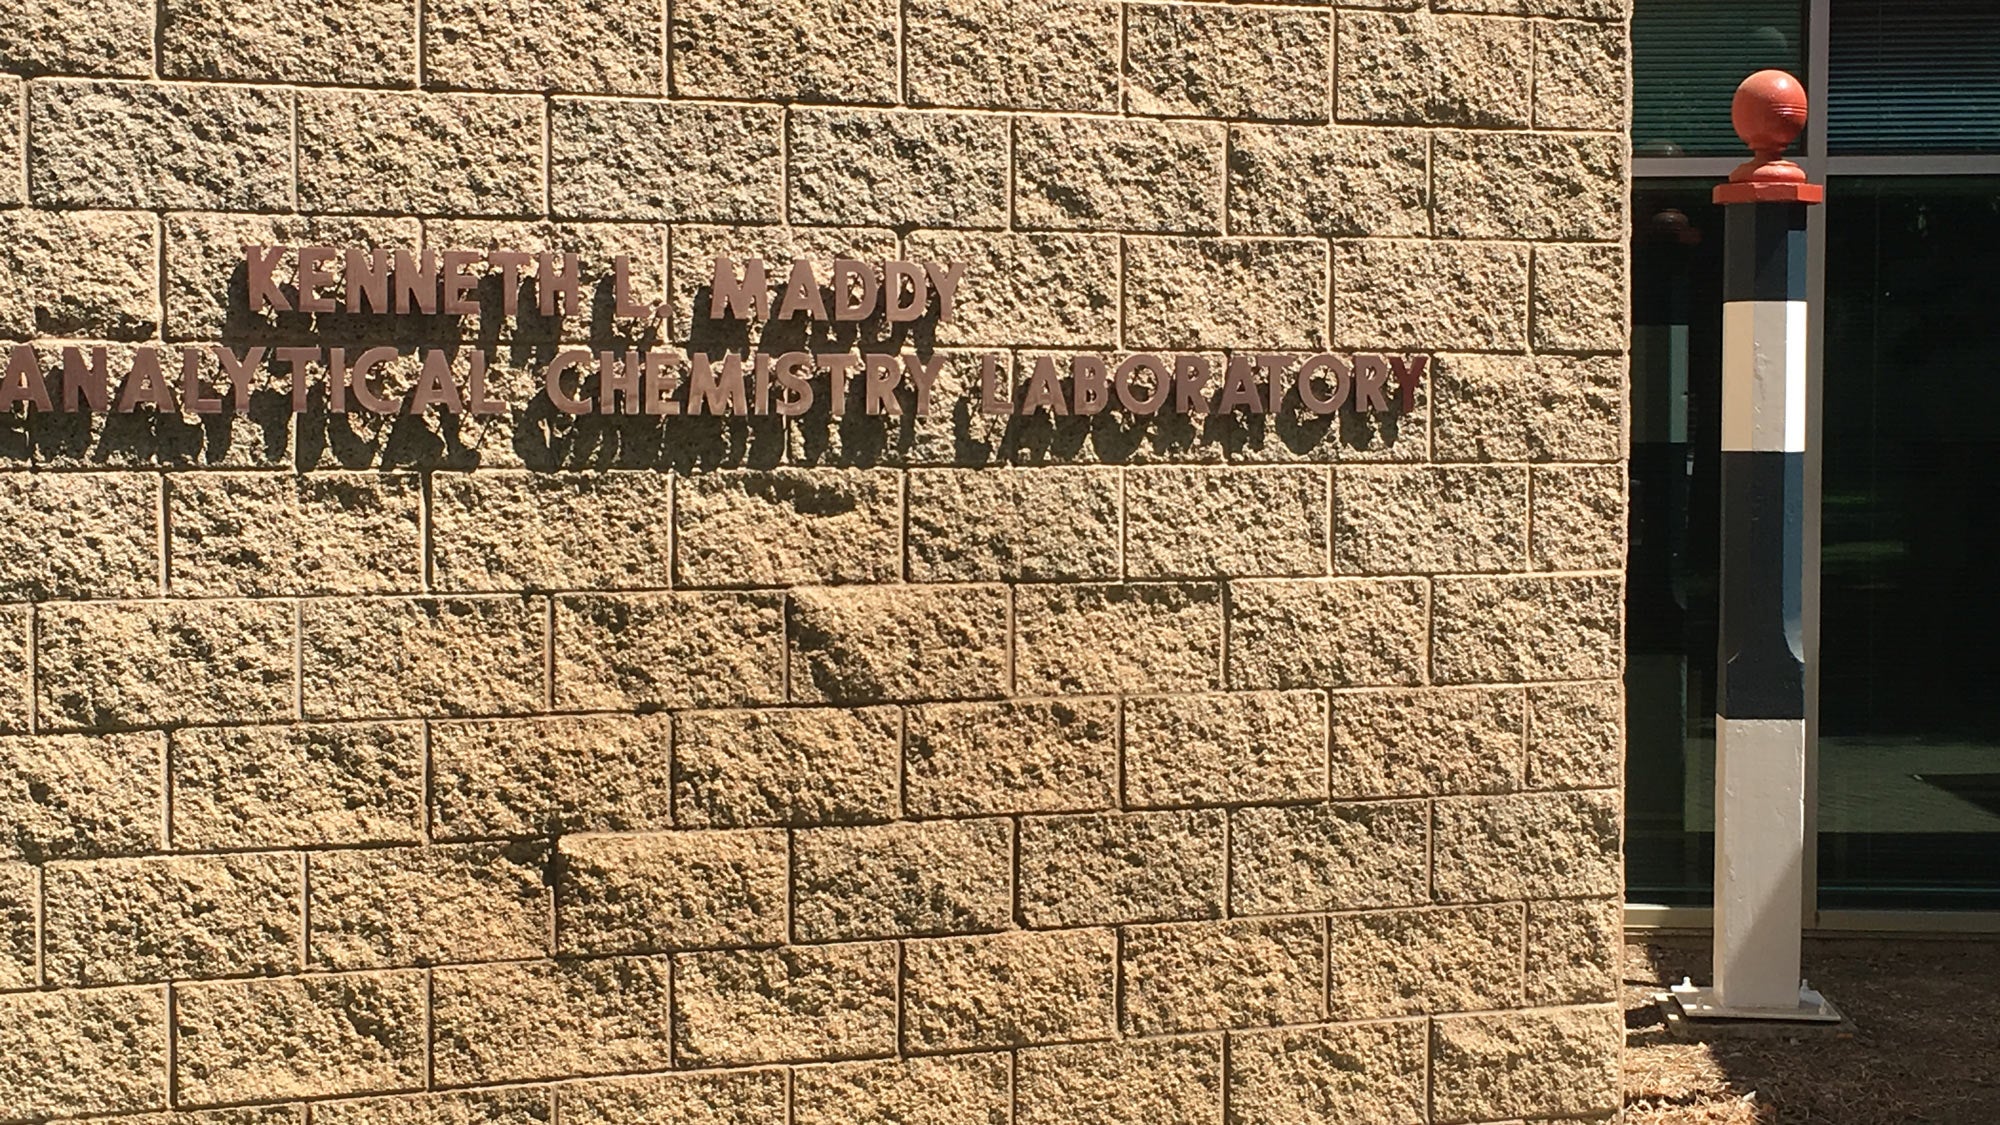 KENNETH L. MADDY
ANALYTICAL CHEMISTRY LABORATORY